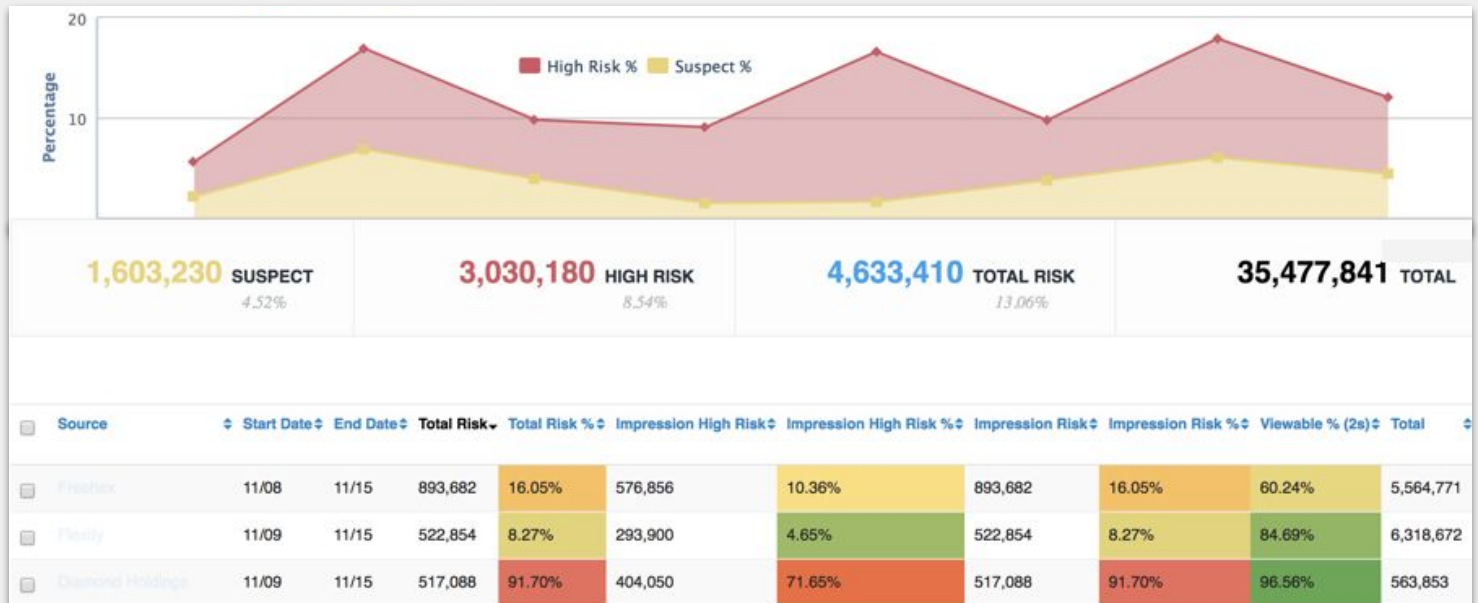 20
High Risk % Suspect %
Percentage
10
1,603,230 SUSPECT
4.52%
3,030,180 HIGH RISK
8.54%
4,633,410 TOTAL RISK
13.06%
35,477,841 TOTAL
Source Start Date End Date Total Risk Total Risk % Impression High Risk Impression High Risk % Impression Risk Impression Risk % Viewable % (2s) Total
11/08 11/15 893,682 16.05% 576,856 10.36% 893,682 16.05% 60.24% 5,564,771
11/09 11/15 522,854 8.27% 293,900 4.65% 522,854 8.27% 84.69% 6,318,672
Diamond Holdings 11/09 11/15 517,088 91.70% 404,050 71.65% 517,088 91.70% 96.56% 563,853